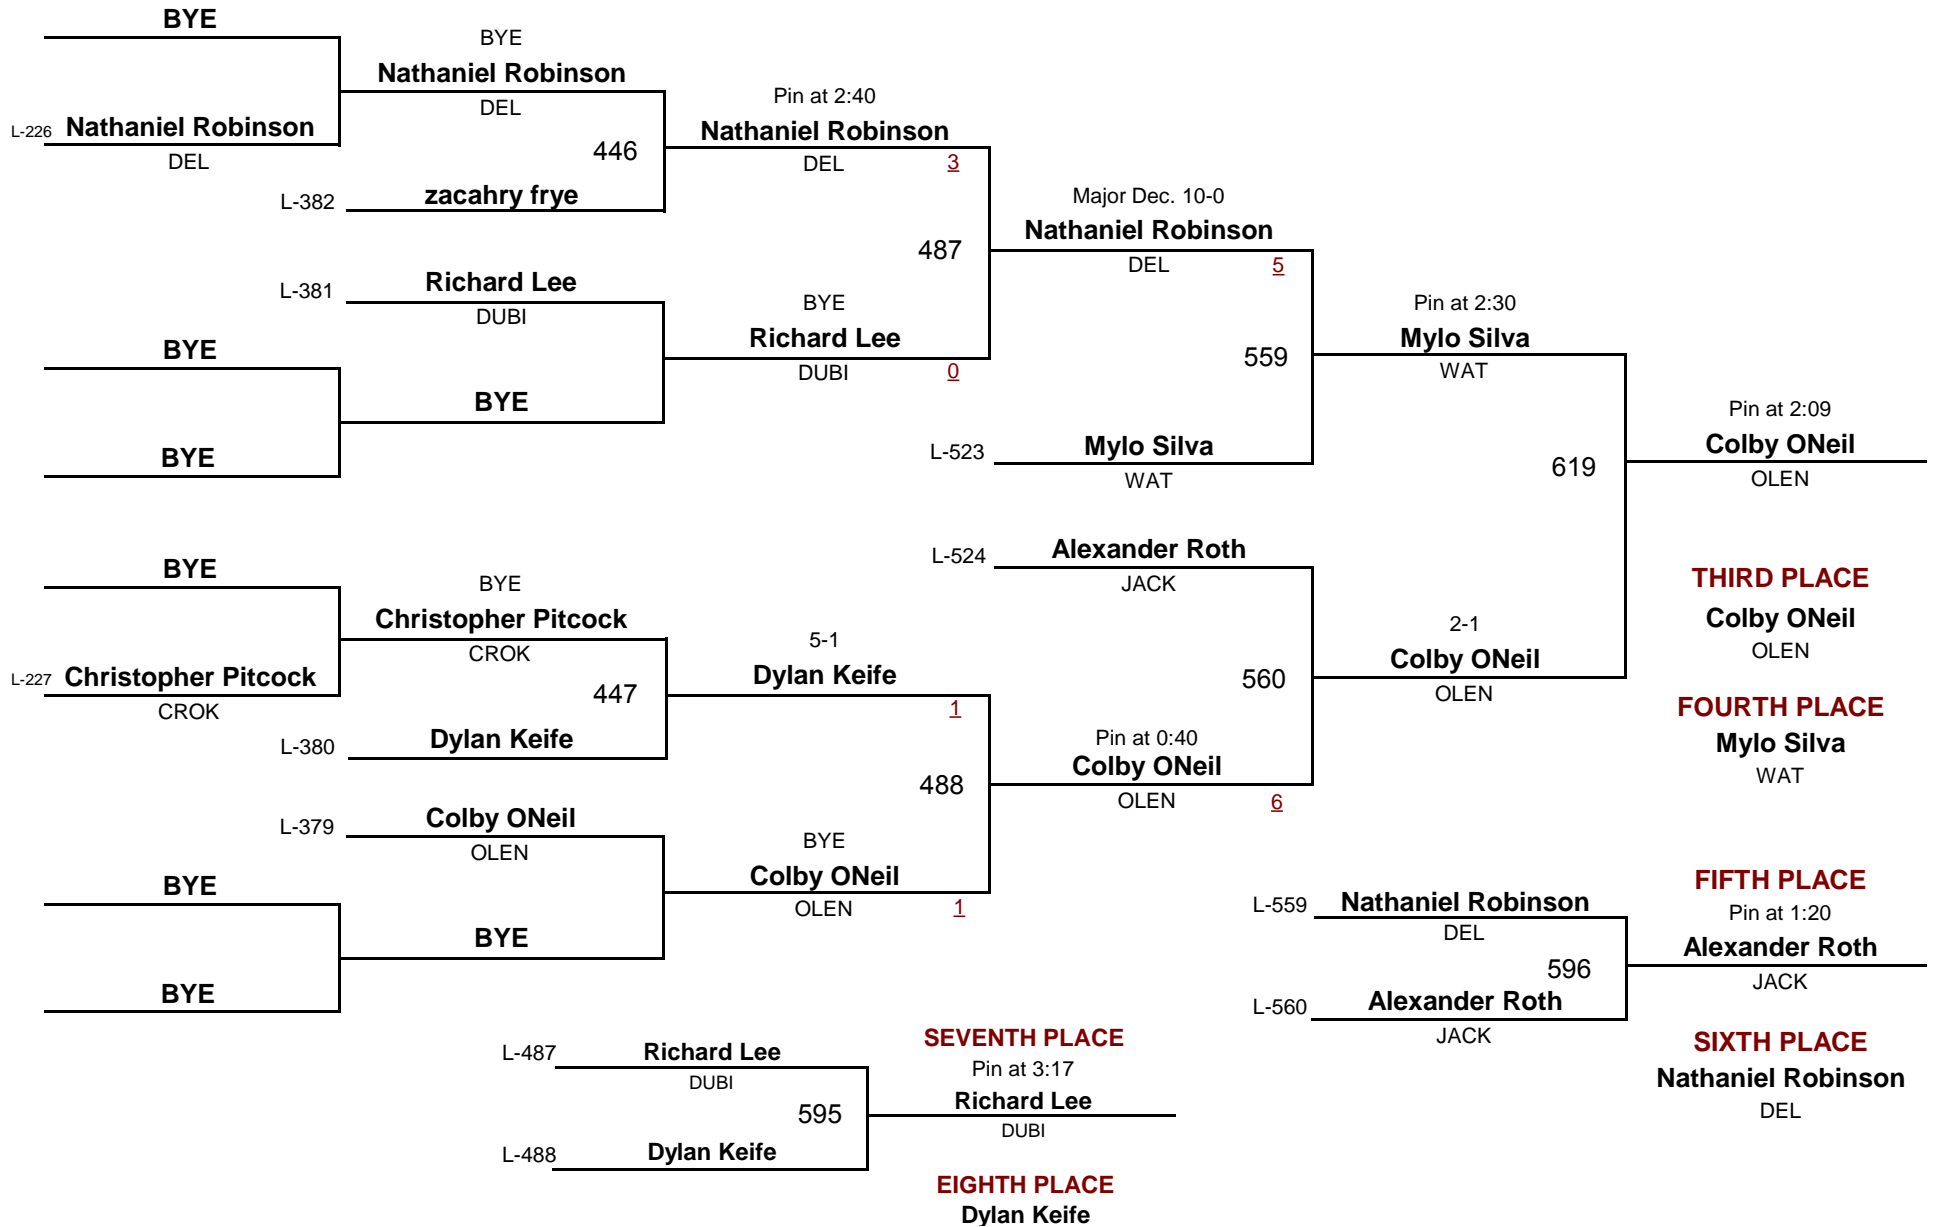 BYE
BYE
Nathaniel Robinson
DEL
L-226 Nathaniel Robinson
DEL
446
L-382 zacahry frye
Pin at 2:40
Nathaniel Robinson
DEL 3
487
L-381 Richard Lee
DUBI
BYE
BYE
BYE
BYE
Richard Lee
DUBI 0
Major Dec. 10-0
Nathaniel Robinson
DEL 5
559
L-523 Mylo Silva
WAT
Pin at 2:30
Mylo Silva
WAT
619
Pin at 2:09
Colby ONeil
OLEN
BYE
BYE
Christopher Pitcock
CROK
L-227 Christopher Pitcock
CROK
447
L-380 Dylan Keife
5-1
Dylan Keife
1
488
L-379 Colby ONeil
OLEN
BYE
BYE
BYE
BYE
Colby ONeil
OLEN 1
L-524 Alexander Roth
JACK
560
Pin at 0:40
Colby ONeil
OLEN 6
2-1
Colby ONeil
OLEN
THIRD PLACE
Colby ONeil
OLEN
FOURTH PLACE
Mylo Silva
WAT
L-559 Nathaniel Robinson
DEL
596
L-560 Alexander Roth
JACK
FIFTH PLACE
Pin at 1:20
Alexander Roth
JACK
SIXTH PLACE
Nathaniel Robinson
DEL
L-487 Richard Lee
DUBI
595
L-488 Dylan Keife
SEVENTH PLACE
Pin at 3:17
Richard Lee
DUBI
EIGHTH PLACE
Dylan Keife